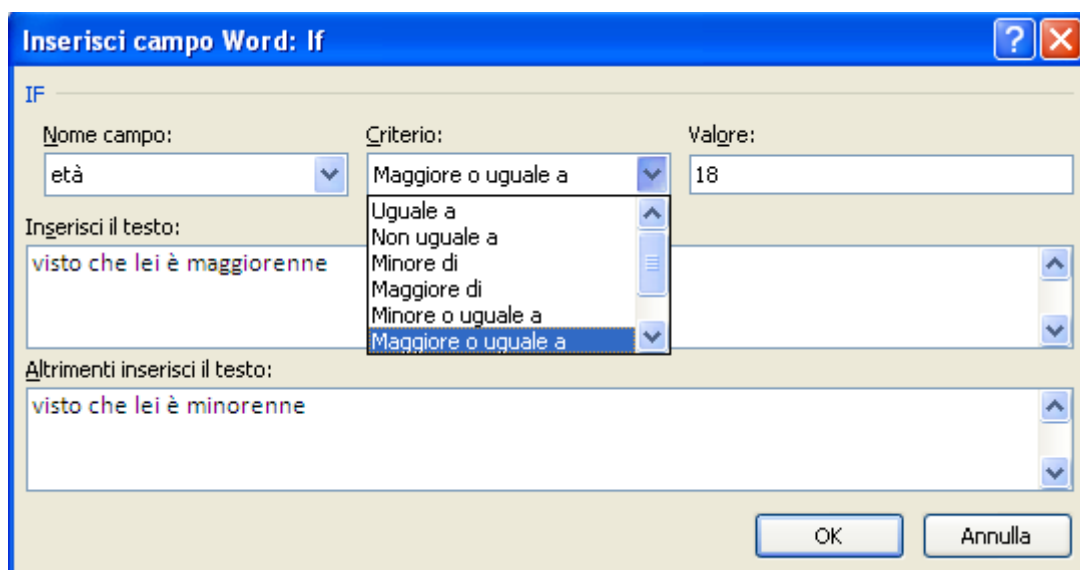 Inserisci campo Word: If
IF
Nome campo: Criterio: Valore:
età Maggiore o uguale a 18
Uguale a
Non uguale a
Minore di
Maggiore di
Minore o uguale a
Maggiore o uguale a
Inserisci il testo:
visto che lei è maggiorenne
Altrimenti inserisci il testo:
visto che lei è minorenne
OK Annulla